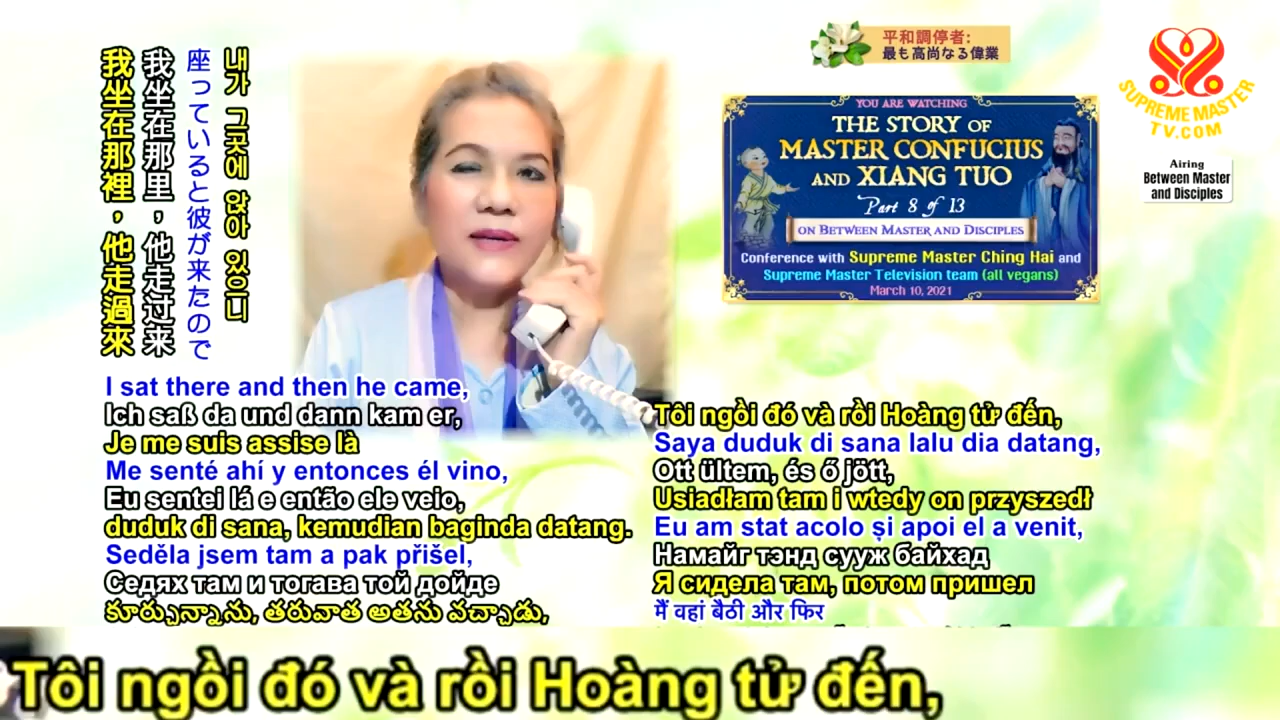 내가 그곳에 앉아 있으니
座っていると彼が来たので
我坐在那里，他走过来
我坐在那裡，他走過來
平和調停者:
最も高尚なる偉業
SUPREME MASTER
TV.COM
YOU ARE WATCHING
THE STORY OF
MASTER CONFUCIUS
AND XIANG TUO
Part 8 of 13
ON BETWEEN MASTER AND DISCIPLES
Conference with Supreme Master Ching Hai and
Supreme Master Television team (all vegans)
March 10, 2021
Airing
Between Master
and Disciples
I sat there and then he came,
Ich saß da und dann kam er,
Je me suis assise là
Me senté ahí y entonces él vino,
Eu sentei lá e então ele veio,
duduk di sana, kemudian baginda datang.
Seděla jsem tam a pak přišel,
Седях там и тогава той дойде
కూర్చున్నాను, తరువాత అతను వచ్చాడు,
Tôi ngồi đó và rồi Hoàng tử đến,
Saya duduk di sana lalu dia datang,
Ott ültem, és ő jött,
Usiadłam tam i wtedy on przyszedł
Eu am stat acolo și apoi el a venit,
Намайг тэнд сууж байхад
Я сидела там, потом пришел
मैं वहां बैठी और फिर
Tôi ngồi đó và rồi Hoàng tử đến,